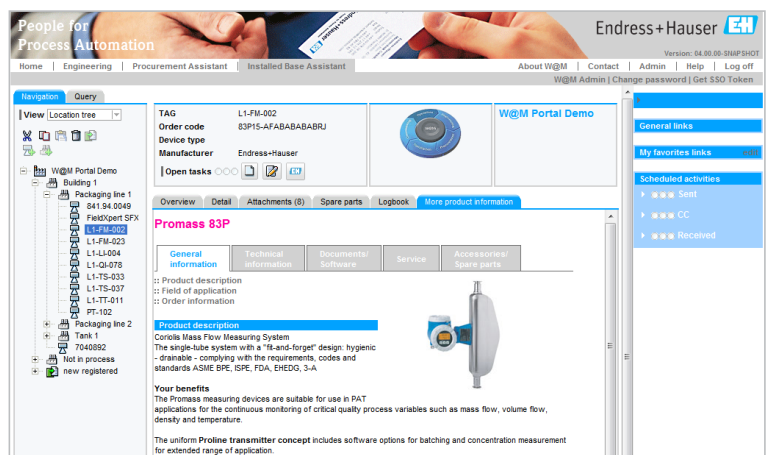 People for
Process Automation
Endress+Hauser EH
Version: 04.00.00-SNAPSHOT
Home | Engineering | Procurement Assistant | Installed Base Assistant
About W@M | Contact | Admin | Help | Log off
W@M Admin | Change password | Get SSO Token
Navigation Query
View Location tree
W@M Portal Demo
Building 1
Packaging line 1
841.94.0049
FieldXpert SFX
L1-FM-002
L1-FM-023
L1-LI-004
L1-QI-078
L1-TS-033
L1-TS-037
L1-TT-011
PT-102
Packaging line 2
Tank 1
7040892
Not in process
new registered
TAG L1-FM-002
Order code 83P15-AFABABABABRJ
Device type
Manufacturer Endress+Hauser
Open tasks
W@M Portal Demo
Overview Detail Attachments (8) Spare parts Logbook More product information
Promass 83P
General
information
Technical
information
Documents/
Software
Service
Accessories/
Spare parts
:: Product description
:: Field of application
:: Order information
Product description
Coriolis Mass Flow Measuring System
The single-tube system with a "fit-and-forget" design: hygienic
- drainable - complying with the requirements, codes and
standards ASME BPE, ISPE, FDA, EHEDG, 3-A
Your benefits
The Promass measuring devices are suitable for use in PAT
applications for the continuous monitoring of critical quality process variables such as mass flow, volume flow,
density and temperature.
The uniform Proline transmitter concept includes software options for batching and concentration measurement
for extended range of application.
General links
My favorites links
Scheduled activities
Sent
CC
Received